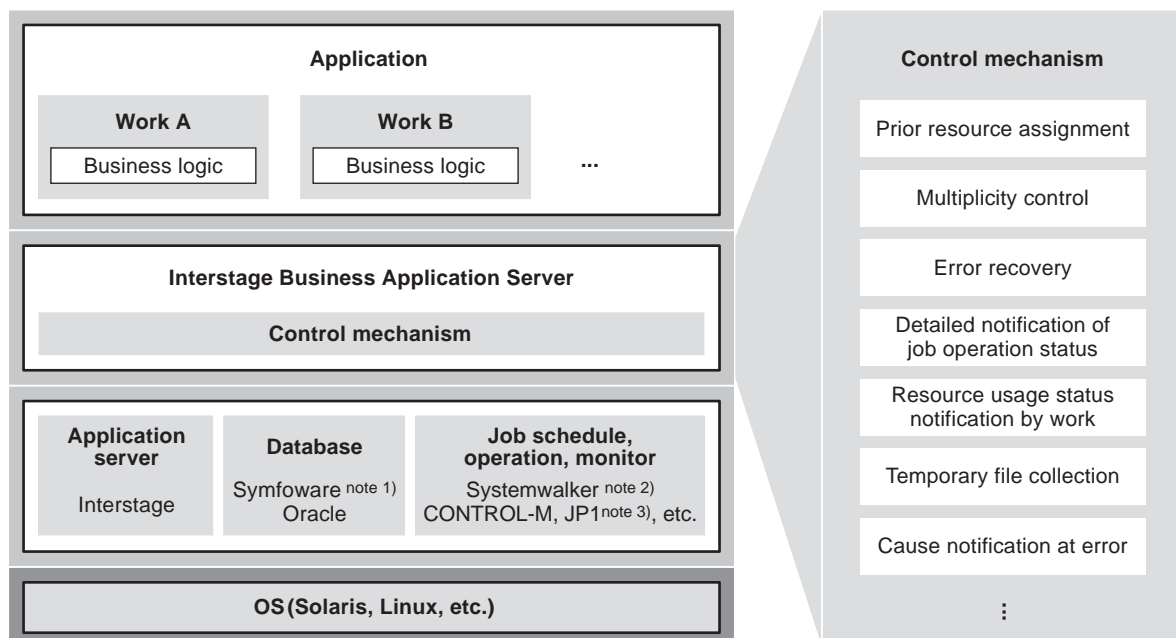 Application
Work A
Business logic
Work B
Business logic
...
Interstage Business Application Server
Control mechanism
Application
server
Interstage
Database
Symfoware note 1)
Oracle
Job schedule,
operation, monitor
Systemwalker note 2)
CONTROL-M, JP1note 3), etc.
OS(Solaris, Linux, etc.)
Control mechanism
Prior resource assignment
Multiplicity control
Error recovery
Detailed notification of
job operation status
Resource usage status
notification by work
Temporary file collection
Cause notification at error
⋮